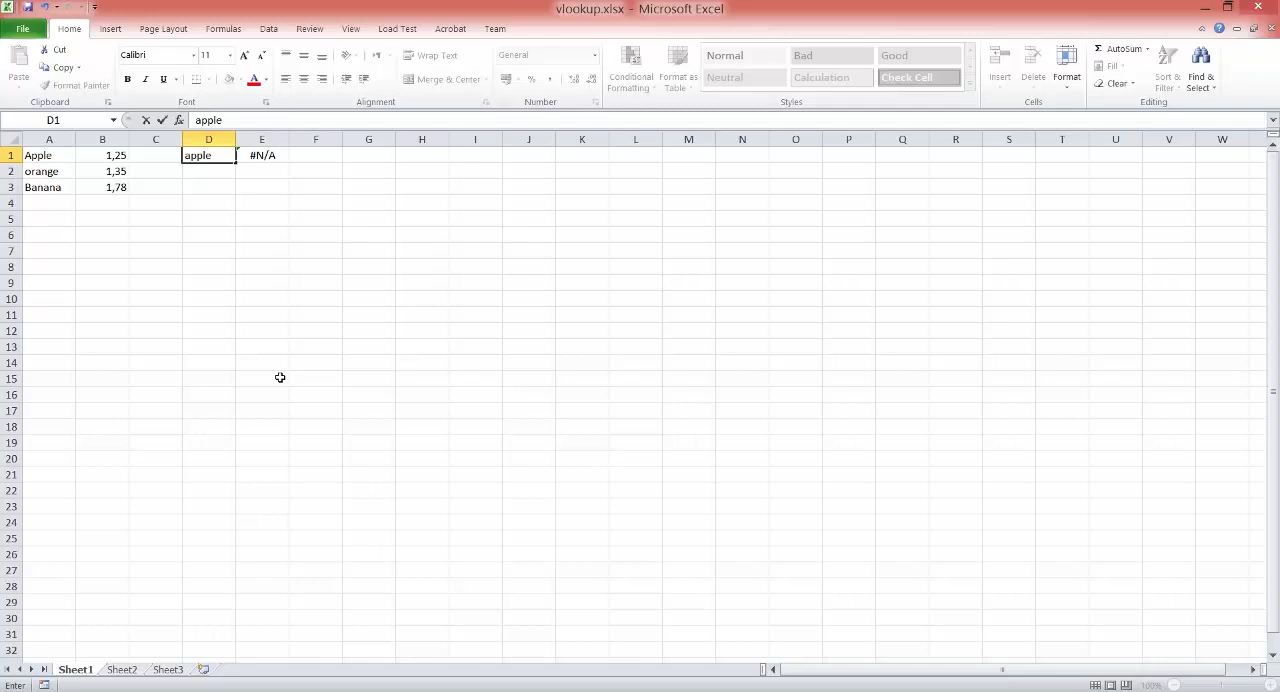 vlookup.xlsx - Microsoft Excel
File Home Insert Page Layout Formulas Data Review View Load Test Acrobat Team
Paste Cut Copy Format Painter Clipboard
Calibri 11 B I U A Font
Wrap Text Merge & Center Alignment
General % Number
Conditional Formatting Format as Table Normal Bad Good Neutral Calculation Check Cell Styles
Insert Delete Format Cells
AutoSum Fill Clear Sort & Filter Find & Select Editing
D1 fx apple
A B C D E F G H I J K L M N O P Q R S T U V W
1 Apple 1,25 apple #N/A
2 orange 1,35
3 Banana 1,78
4
5
6
7
8
9
10
11
12
13
14
15
16
17
18
19
20
21
22
23
24
25
26
27
28
29
30
31
32
Sheet1 Sheet2 Sheet3
Enter 100%